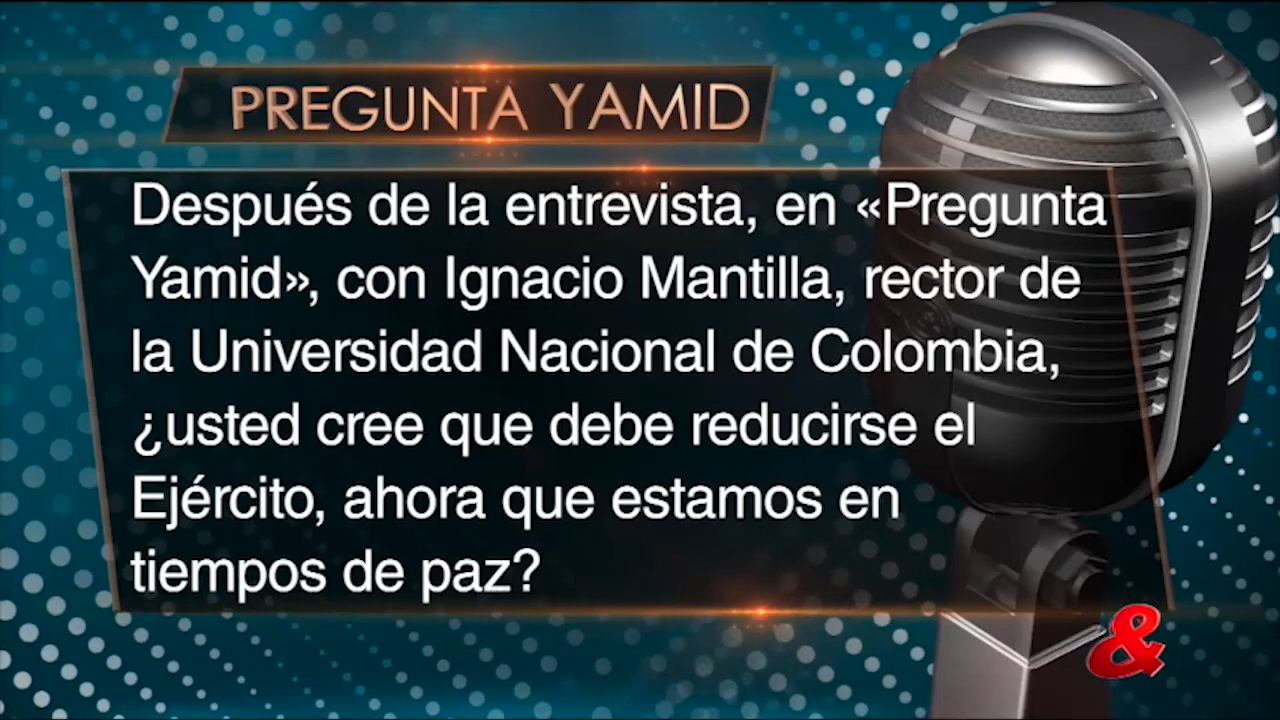 PREGUNTA YAMID
Después de la entrevista, en «Pregunta
Yamid», con Ignacio Mantilla, rector de
la Universidad Nacional de Colombia,
¿usted cree que debe reducirse el
Ejército, ahora que estamos en
tiempos de paz?
&